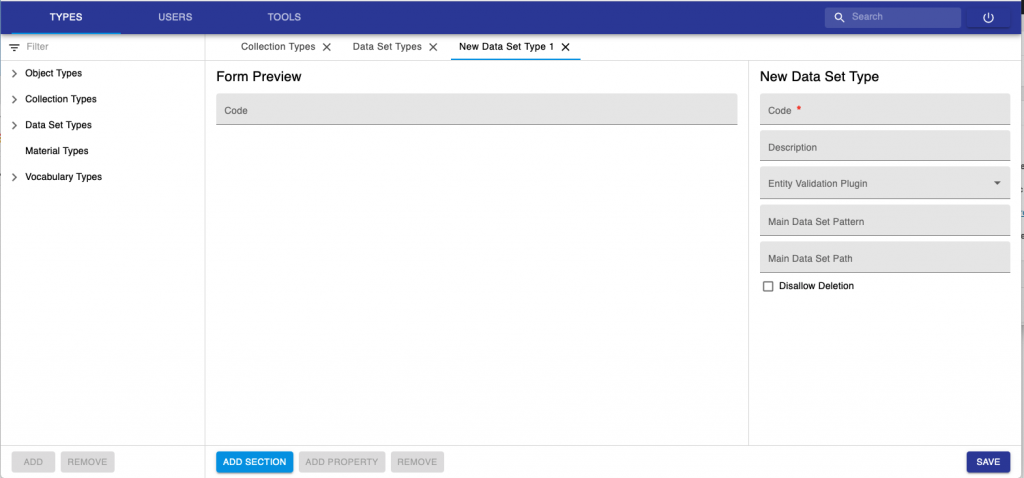 TYPES USERS TOOLS Search
Filter
Collection Types Data Set Types New Data Set Type 1
Object Types
Collection Types
Data Set Types
Material Types
Vocabulary Types
ADD REMOVE
Form Preview
Code
ADD SECTION ADD PROPERTY REMOVE
New Data Set Type
Code *
Description
Entity Validation Plugin
Main Data Set Pattern
Main Data Set Path
Disallow Deletion
SAVE